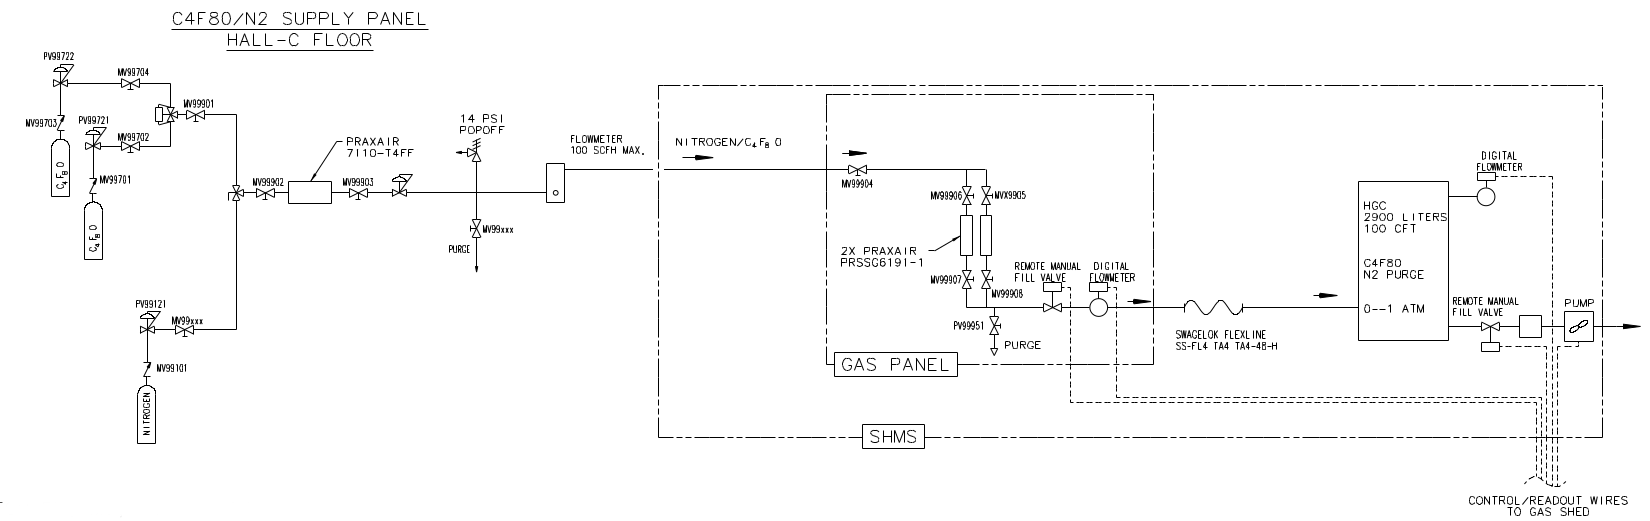 C4F80/N2 SUPPLY PANEL
HALL-C FLOOR
PV99722
MV99704
MV99901
MV99703
PV99721
MV99702
C4F8O
MV99701
C4F8O
MV99902
PRAXAIR
7110-T4FF
MV99903
14 PSI
POPOFF
MV99xxx
PURGE
FLOWMETER
100 SCFH MAX.
PV99121
MV99xxx
MV99101
NITROGEN
NITROGEN/C4F8O
MV99904
MV99906
MVX9905
2X PRAXAIR
PRSSG6191-1
MV99907
MV99908
PV99951
PURGE
REMOTE MANUAL
FILL VALVE
DIGITAL
FLOWMETER
GAS PANEL
SWAGELOK FLEXLINE
SS-FL4 TA4 TA4-48-H
HGC
2900 LITERS
100 CFT
C4F80
N2 PURGE
0--1 ATM
DIGITAL
FLOWMETER
REMOTE MANUAL
FILL VALVE
PUMP
SHMS
CONTROL/READOUT WIRES
TO GAS SHED